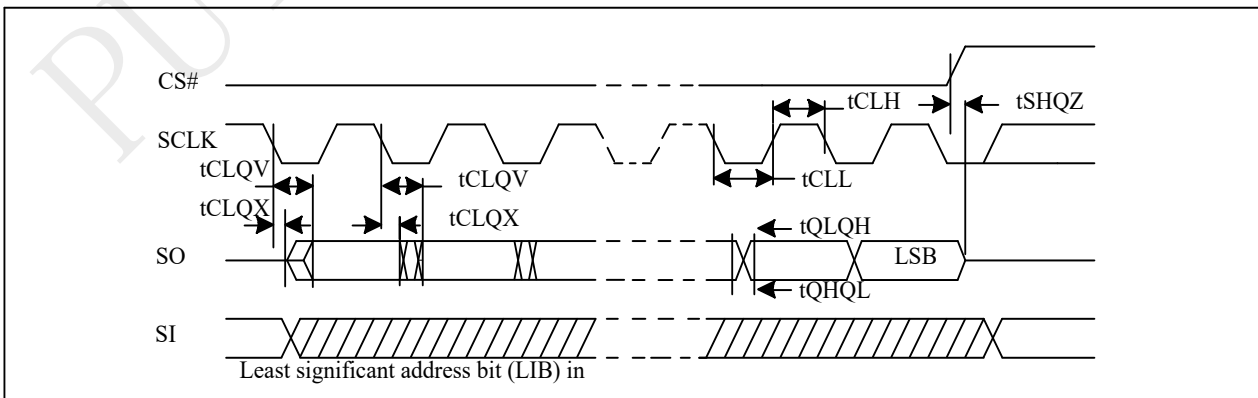 PU
CS#
tCLH
tSHQZ
SCLK
tCLQV
tCLQV
tCLL
tCLQX
tCLQX
tQLQH
SO
LSB
tQHQL
SI
Least significant address bit (LIB) in